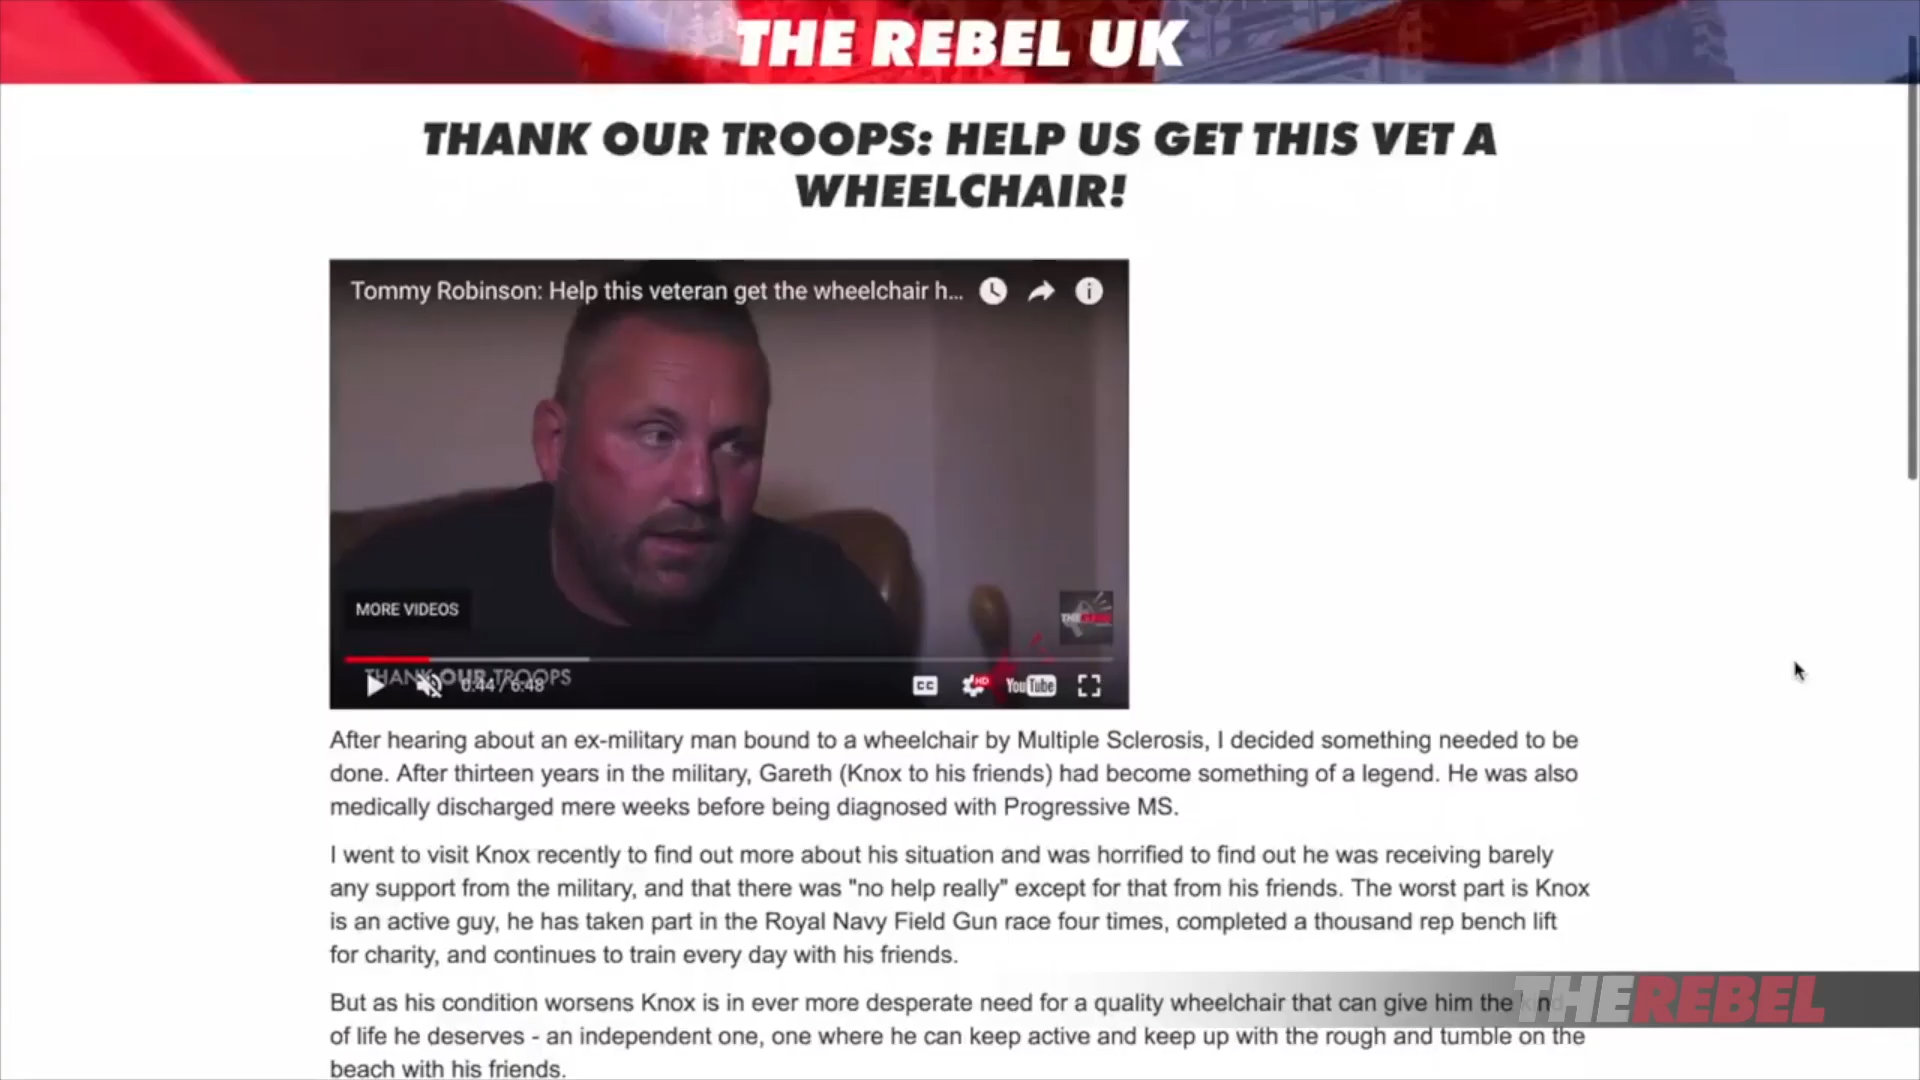 THE REBEL UK
THANK OUR TROOPS: HELP US GET THIS VET A
WHEELCHAIR!
Tommy Robinson: Help this veteran get the wheelchair h...
MORE VIDEOS
THE REBEL
THANK OUR TROOPS
0:44 / 6:48
CC
HD
YouTube
After hearing about an ex-military man bound to a wheelchair by Multiple Sclerosis, I decided something needed to be
done. After thirteen years in the military, Gareth (Knox to his friends) had become something of a legend. He was also
medically discharged mere weeks before being diagnosed with Progressive MS.
I went to visit Knox recently to find out more about his situation and was horrified to find out he was receiving barely
any support from the military, and that there was "no help really" except for that from his friends. The worst part is Knox
is an active guy, he has taken part in the Royal Navy Field Gun race four times, completed a thousand rep bench lift
for charity, and continues to train every day with his friends.
But as his condition worsens Knox is in ever more desperate need for a quality wheelchair that can give him the kind
of life he deserves - an independent one, one where he can keep active and keep up with the rough and tumble on the
beach with his friends.
THE REBEL